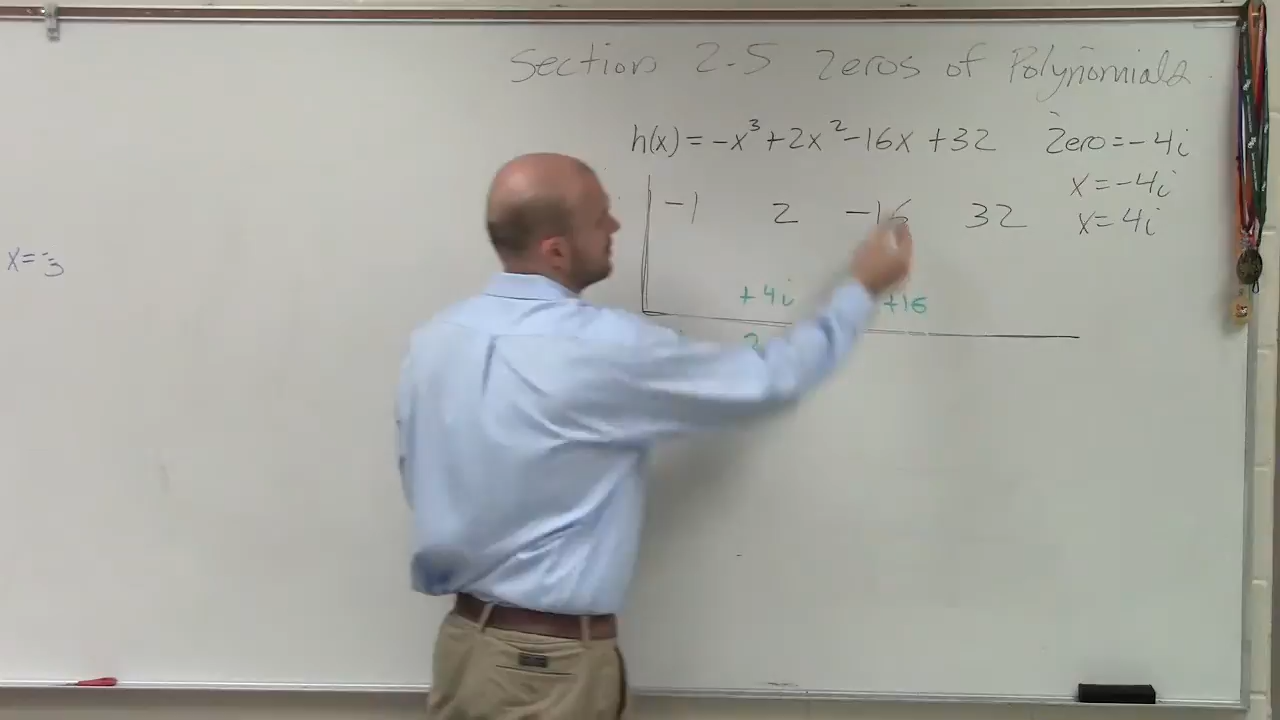 Section 2.5 Zeros of Polynomials
h(x) = -x³ + 2x² - 16x + 32 Zero = -4i
x = -4i
-1 2 -16 32 x = 4i
x = -3
+4i +16
2